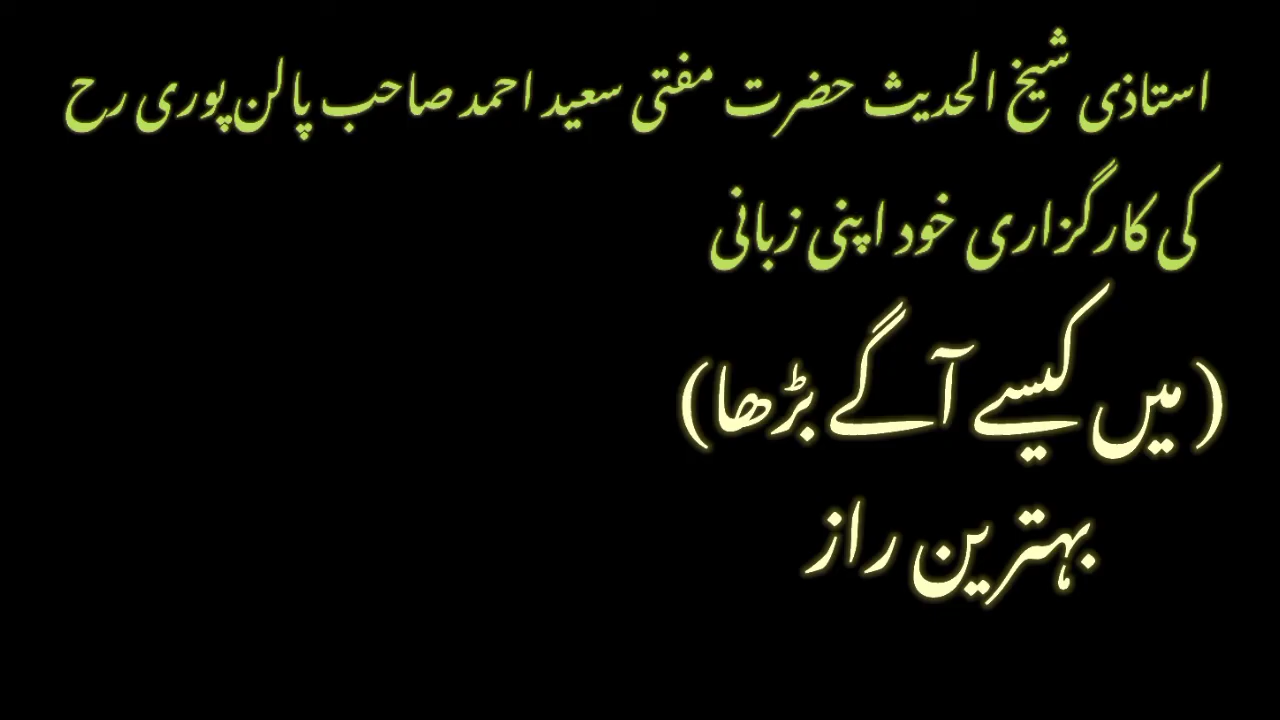 استاذی شیخ الحدیث حضرت مفتی سعید احمد صاحب پالن پوری رح
کی کارگزاری خود اپنی زبانی
(میں کیسے آگے بڑھا)
بہترین راز